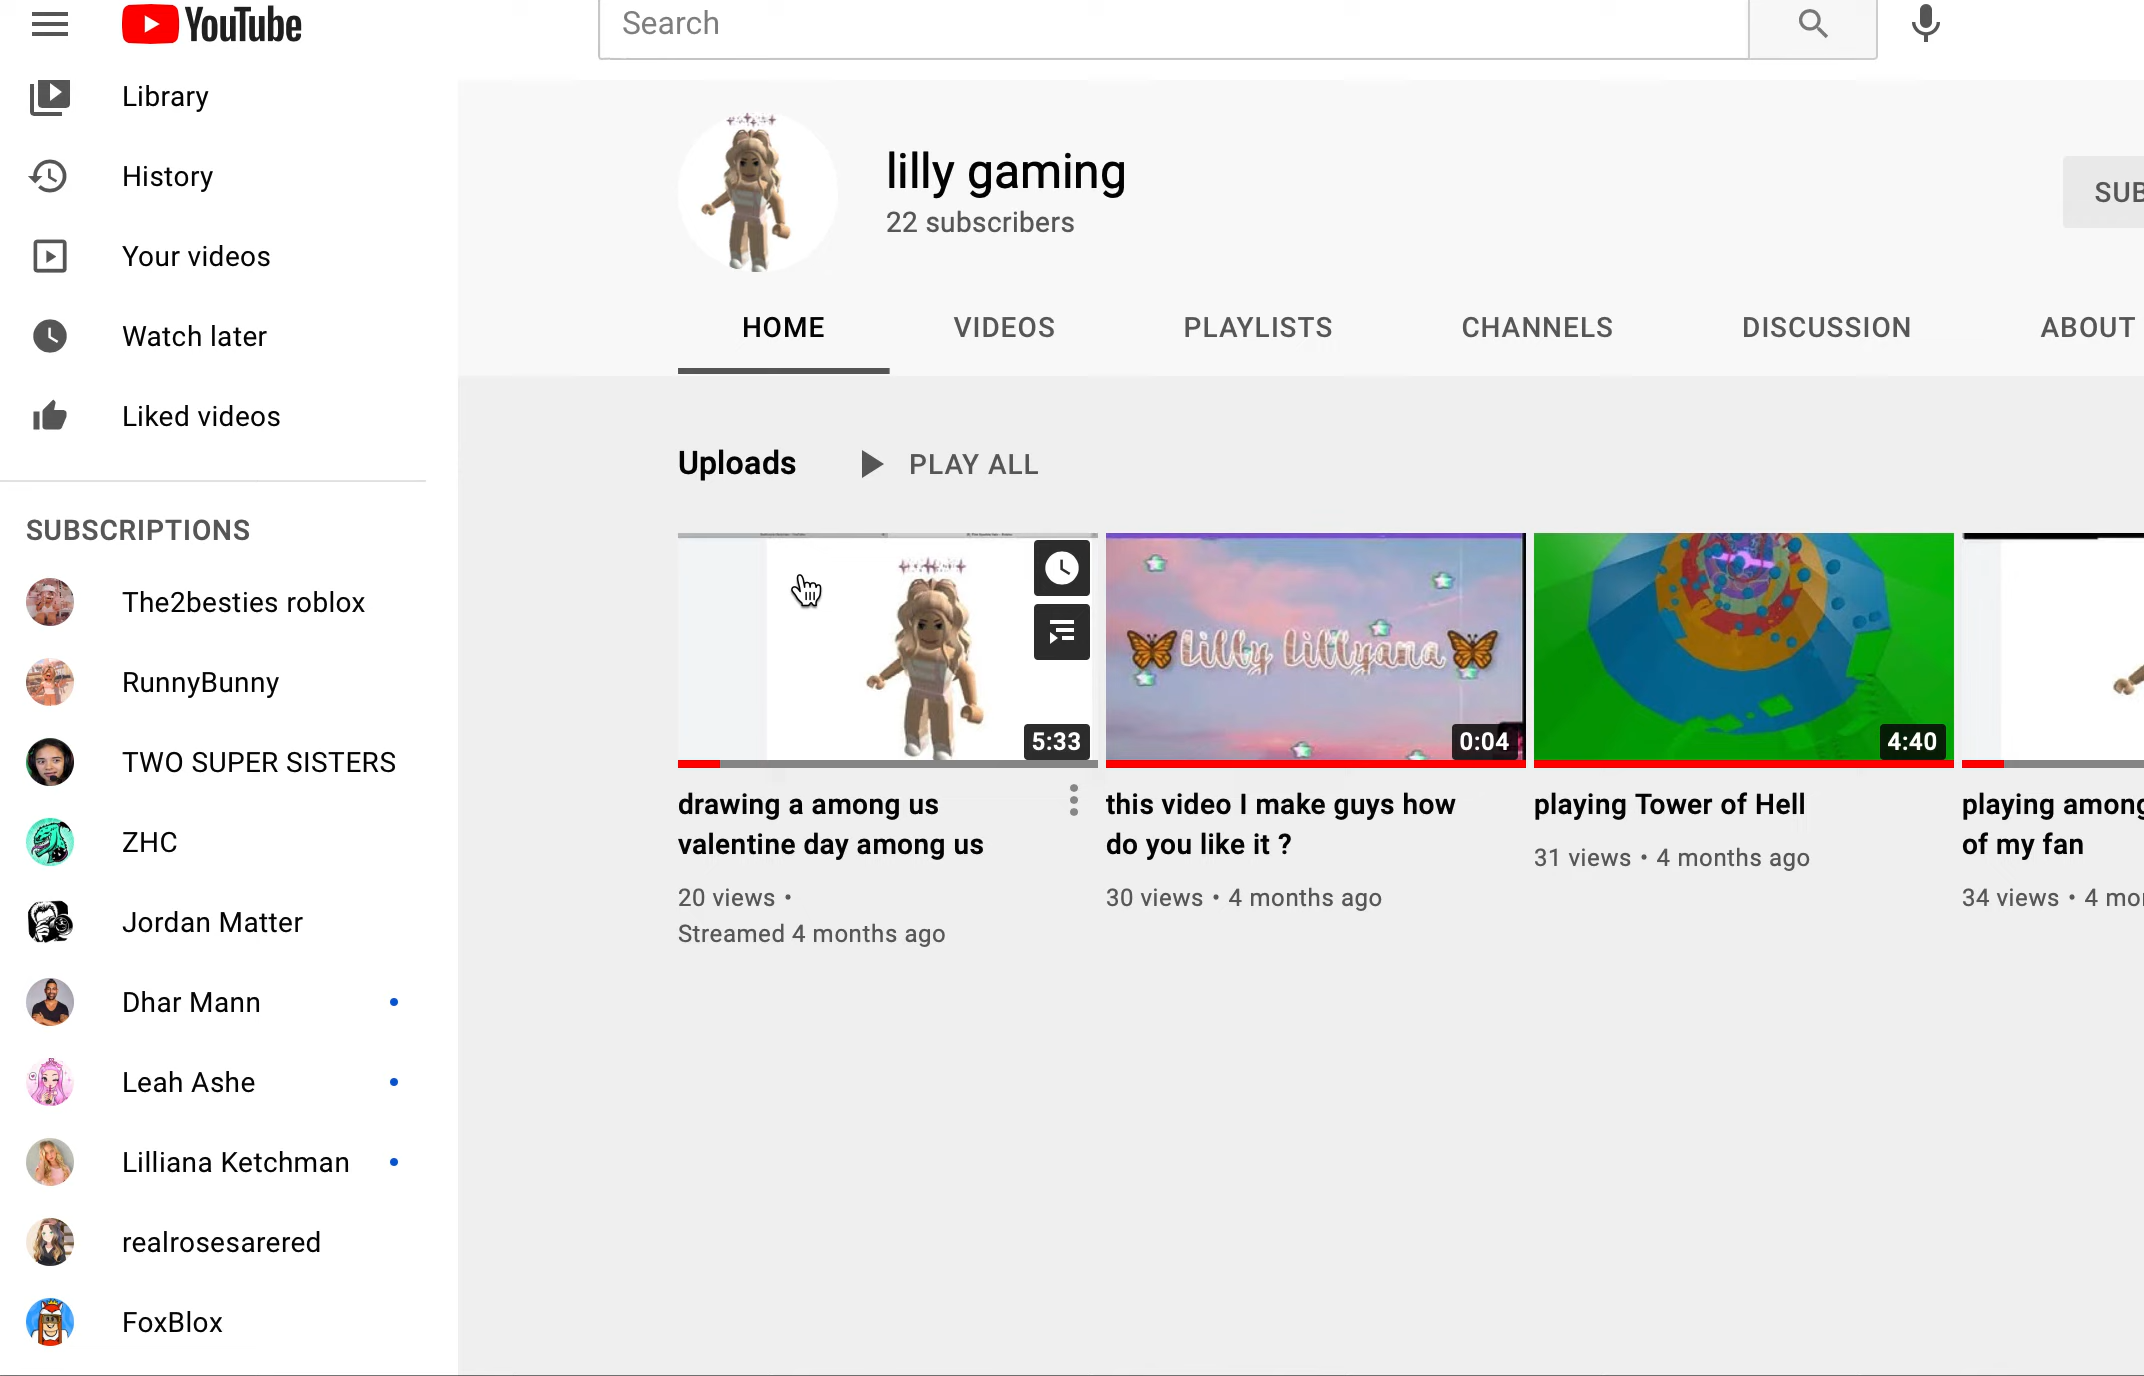 YouTube
Search
Library
History
Your videos
Watch later
Liked videos
SUBSCRIPTIONS
The2besties roblox
RunnyBunny
TWO SUPER SISTERS
ZHC
Jordan Matter
Dhar Mann
Leah Ashe
Lilliana Ketchman
realrosesarered
FoxBlox
lilly gaming
22 subscribers
SUB
HOME VIDEOS PLAYLISTS CHANNELS DISCUSSION ABOUT
Uploads PLAY ALL
5:33
drawing a among us
valentine day among us
20 views •
Streamed 4 months ago
lilly lillyana
0:04
this video I make guys how
do you like it ?
30 views • 4 months ago
4:40
playing Tower of Hell
31 views • 4 months ago
playing among
of my fan
34 views • 4 mo